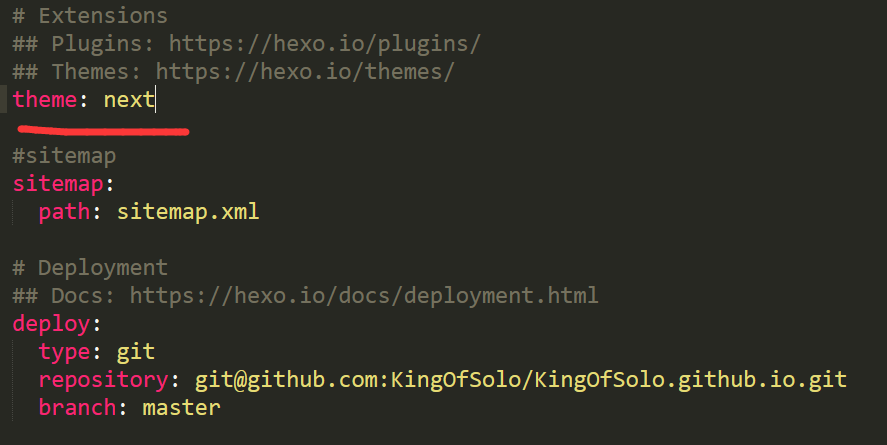 # Extensions
## Plugins: https://hexo.io/plugins/
## Themes: https://hexo.io/themes/
theme: next
#sitemap
sitemap:
  path: sitemap.xml
# Deployment
## Docs: https://hexo.io/docs/deployment.html
deploy:
  type: git
  repository: git@github.com:KingOfSolo/KingOfSolo.github.io.git
  branch: master